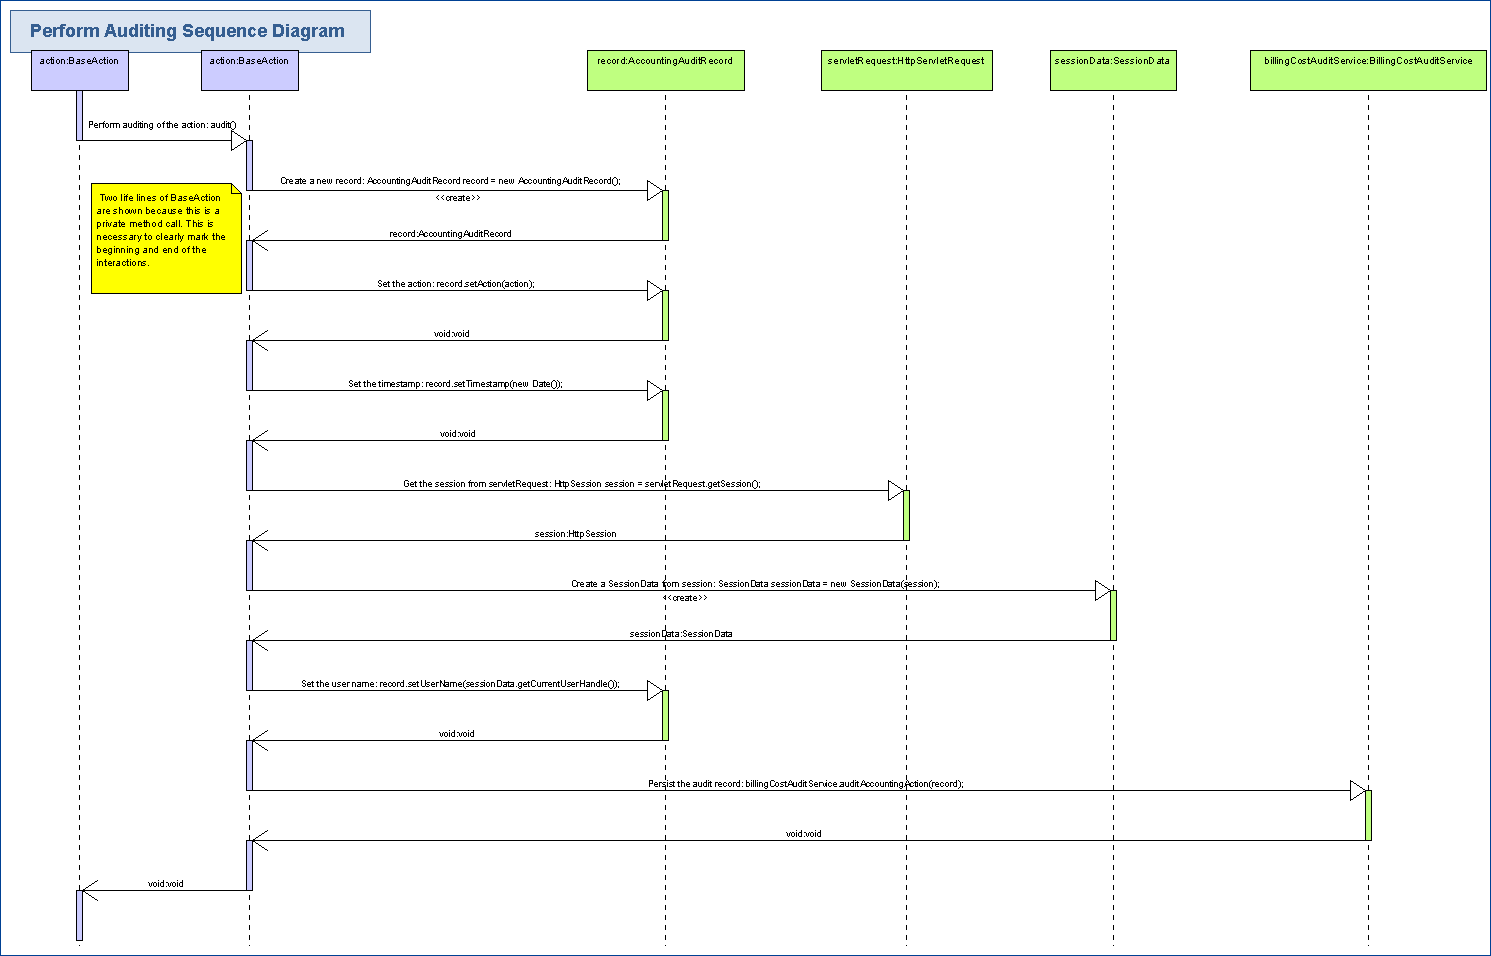 Perform Auditing Sequence Diagram
action:BaseAction
action:BaseAction
record:AccountingAuditRecord
servletRequest:HttpServletRequest
sessionData:SessionData
billingCostAuditService:BillingCostAuditService
Perform auditing of the action: audit()
Create a new record: AccountingAuditRecord record = new AccountingAuditRecord();
<<create>>
Two life lines of BaseAction
are shown because this is a
private method call. This is
necessary to clearly mark the
beginning and end of the
interactions.
record:AccountingAuditRecord
Set the action: record.setAction(action);
void:void
Set the timestamp: record.setTimestamp(new Date());
void:void
Get the session from servletRequest: HttpSession session = servletRequest.getSession();
session:HttpSession
Create a SessionData from session: SessionData sessionData = new SessionData(session);
<<create>>
sessionData:SessionData
Set the user name: record.setUserName(sessionData.getCurrentUserHandle());
void:void
Persist the audit record: billingCostAuditService.auditAccountingAction(record);
void:void
void:void